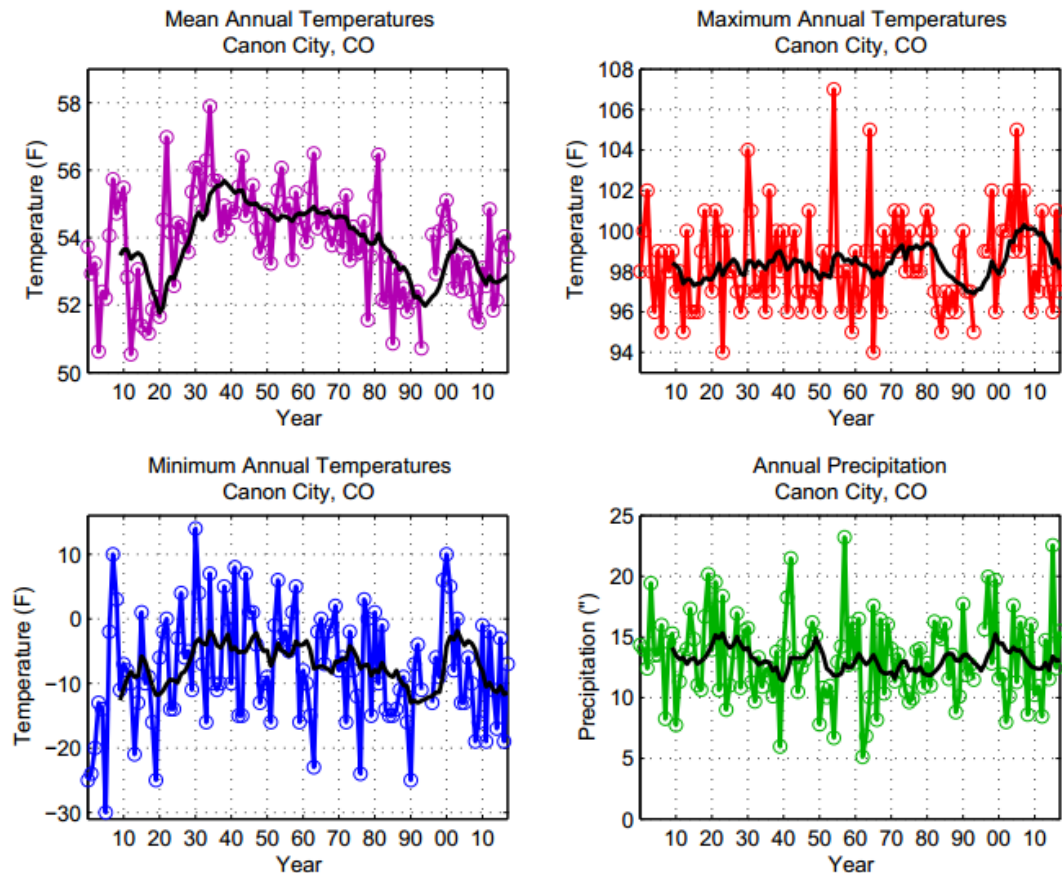 Mean Annual Temperatures
Canon City, CO
Temperature (F)
58
56
54
52
50
10 20 30 40 50 60 70 80 90 00 10
Year
Maximum Annual Temperatures
Canon City, CO
Temperature (F)
108
106
104
102
100
98
96
94
10 20 30 40 50 60 70 80 90 00 10
Year
Minimum Annual Temperatures
Canon City, CO
Temperature (F)
10
0
−10
−20
−30
10 20 30 40 50 60 70 80 90 00 10
Year
Annual Precipitation
Canon City, CO
Precipitation (")
25
20
15
10
5
0
10 20 30 40 50 60 70 80 90 00 10
Year